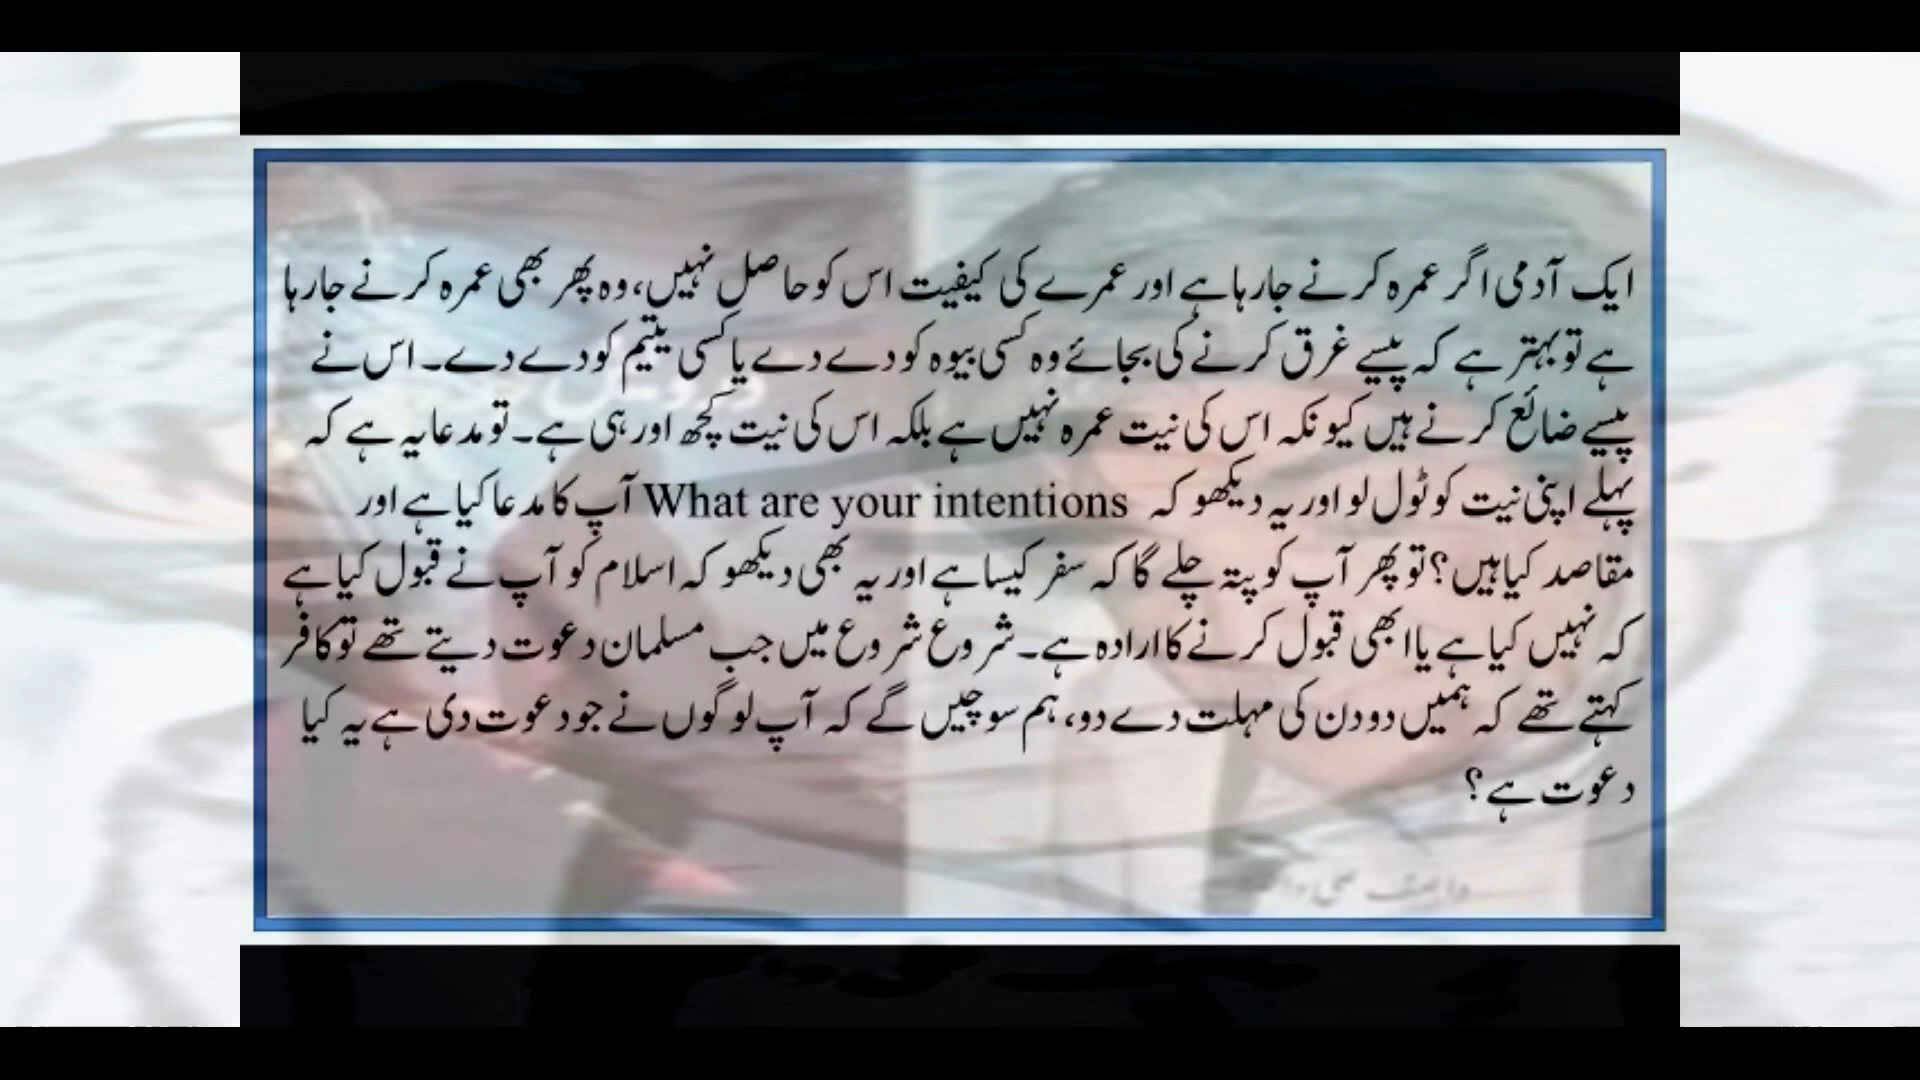 ایک آدمی اگر عمرہ کرنے جارہا ہے اور عمرے کی کیفیت اس کو حاصل نہیں، وہ پھر بھی عمرہ کرنے جارہا
ہے تو بہتر ہے کہ پیسے غرق کرنے کی بجائے وہ کسی بیوہ کو دے دے یا کسی یتیم کو دے دے۔ اس نے
پیسے ضائع کرنے ہیں کیونکہ اس کی نیت عمرہ نہیں ہے بلکہ اس کی نیت کچھ اور ہی ہے۔ تو مدعا یہ ہے کہ
پہلے اپنی نیت کو ٹول لو اور یہ دیکھو کہ What are your intentions آپ کا مدعا کیا ہے اور
مقاصد کیا ہیں؟ تو پھر آپ کو پتہ چلے گا کہ سفر کیسا ہے اور یہ بھی دیکھو کہ اسلام کو آپ نے قبول کیا ہے
کہ نہیں کیا ہے یا ابھی قبول کرنے کا ارادہ ہے۔ شروع شروع میں جب مسلمان دعوت دیتے تھے تو کافر
کہتے تھے کہ ہمیں دو دن کی مہلت دے دو، ہم سوچیں گے کہ آپ لوگوں نے جو دعوت دی ہے یہ کیا
دعوت ہے؟
واصف علی واصف